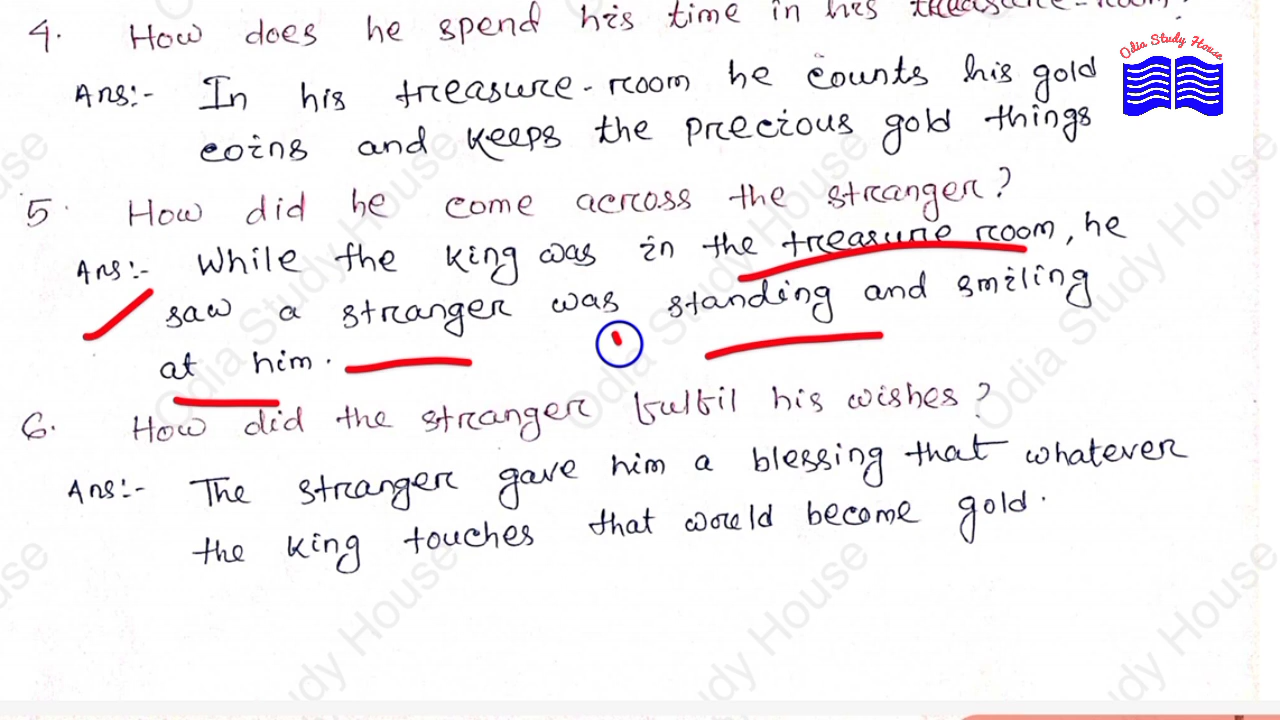 4. How does he spend his time in his treasure-room?
Odia Study House
Ans:- In his treasure-room he counts his gold
coins and keeps the precious gold things
5. How did he come across the stranger?
Ans:- While the king was in the treasure room, he
saw a stranger was standing and smiling
at him.
6. How did the stranger fulfil his wishes?
Ans:- The stranger gave him a blessing that whatever
the king touches that would become gold.